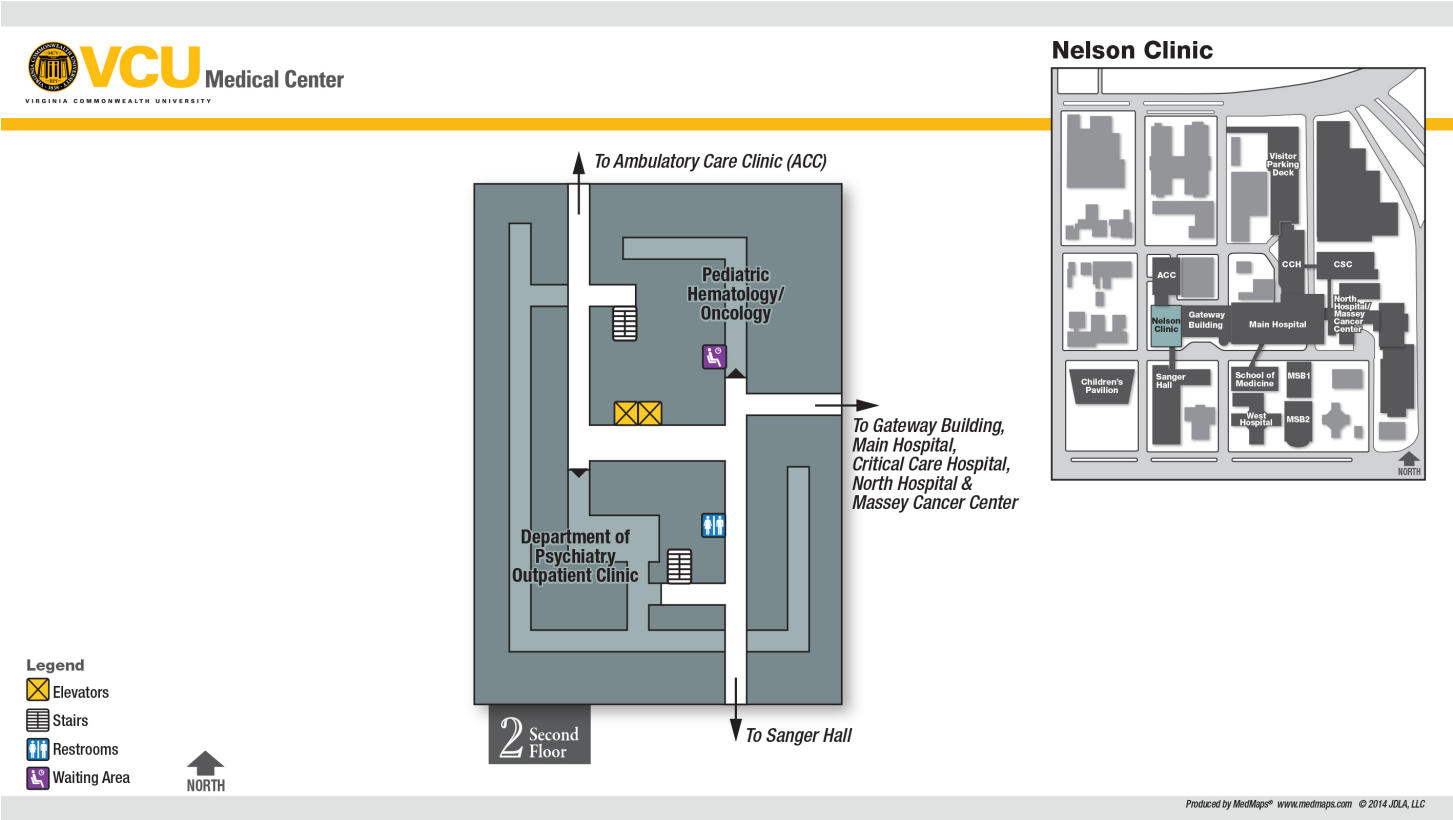 VCU Medical Center
VIRGINIA COMMONWEALTH UNIVERSITY
Nelson Clinic
Visitor
Parking
Deck
CCH
CSC
ACC
North
Hospital/
Massey
Cancer
Center
Nelson
Clinic
Gateway
Building
Main Hospital
Children's
Pavilion
Sanger
Hall
School of
Medicine
MSB1
West
Hospital
MSB2
NORTH
To Ambulatory Care Clinic (ACC)
Pediatric
Hematology/
Oncology
To Gateway Building,
Main Hospital,
Critical Care Hospital,
North Hospital &
Massey Cancer Center
Department of
Psychiatry
Outpatient Clinic
2 Second
Floor
To Sanger Hall
Legend
Elevators
Stairs
Restrooms
Waiting Area
NORTH
Produced by MedMaps® www.medmaps.com © 2014 JDLA, LLC